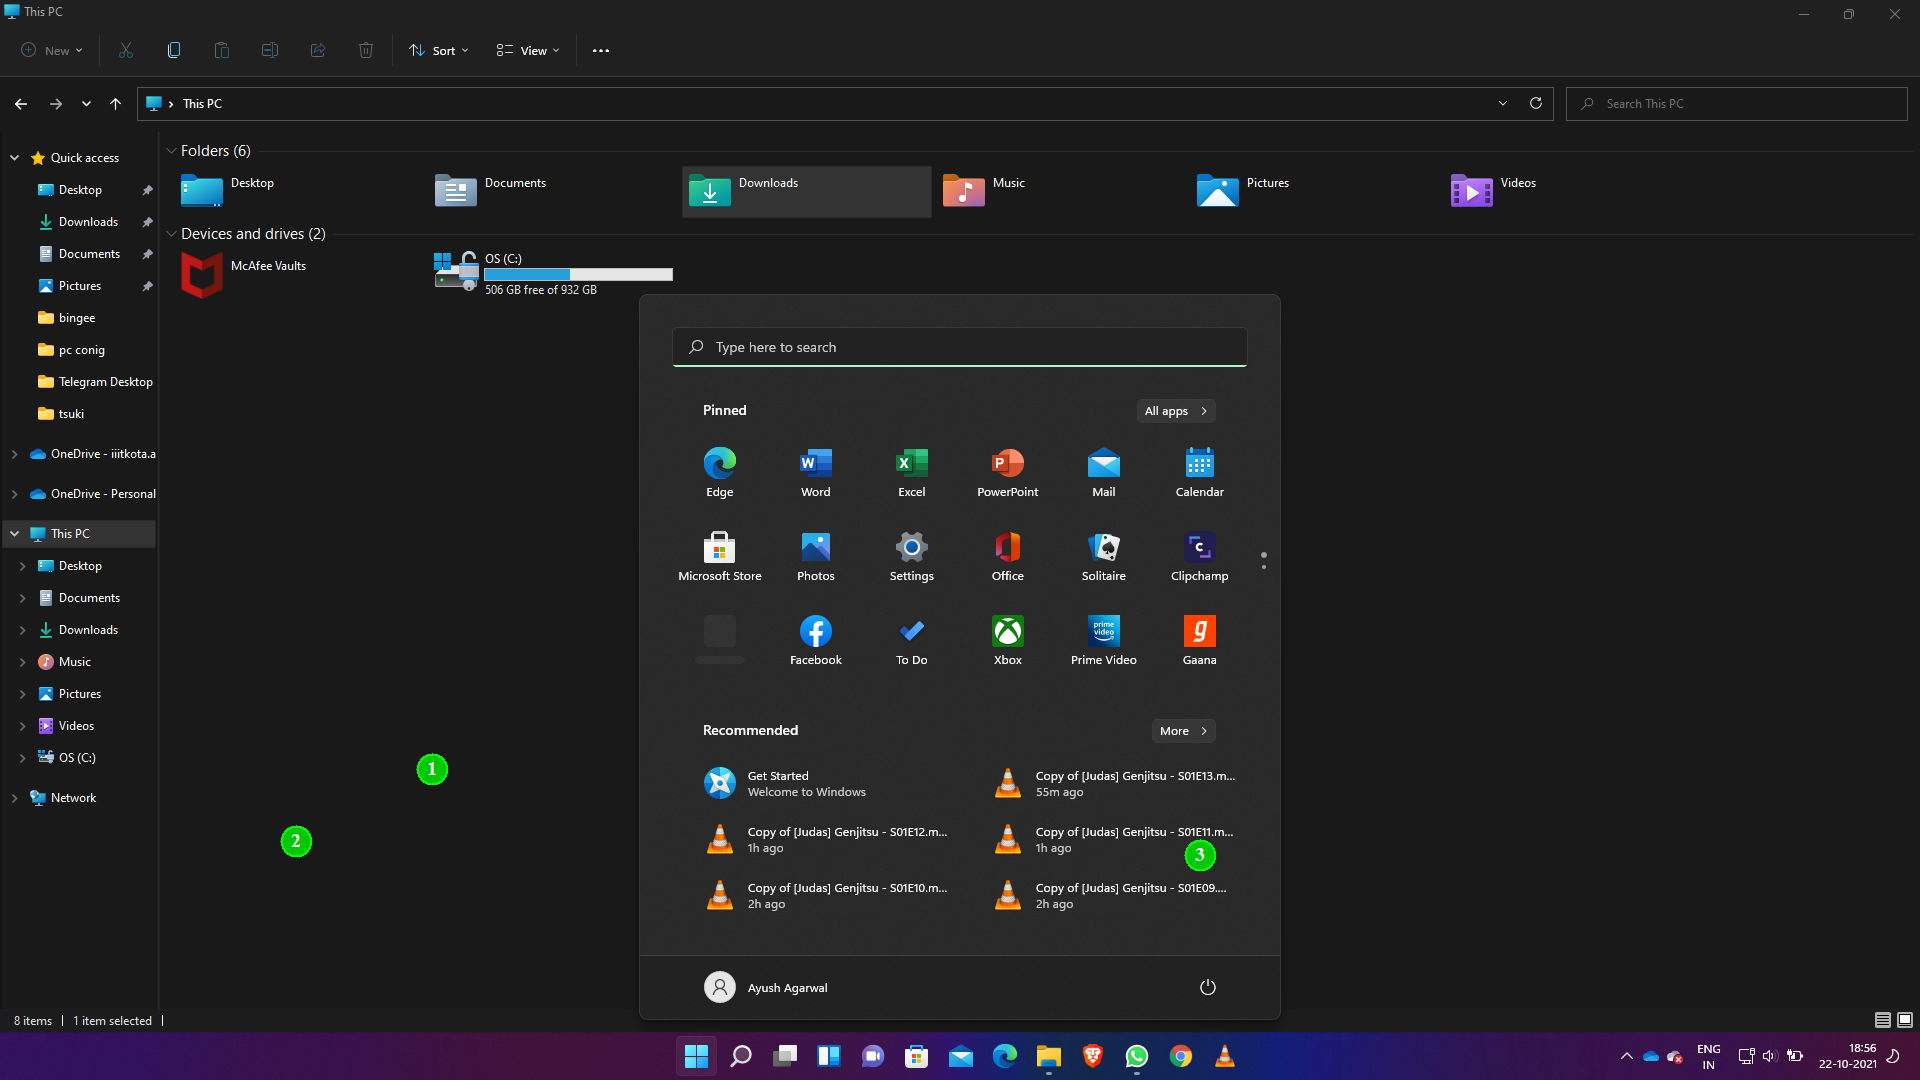 This PC
New
Sort
View
This PC
Search This PC
Quick access
Desktop
Downloads
Documents
Pictures
bingee
pc conig
Telegram Desktop
tsuki
OneDrive - iiitkota.a
OneDrive - Personal
This PC
Desktop
Documents
Downloads
Music
Pictures
Videos
OS (C:)
Network
Folders (6)
Desktop
Documents
Downloads
Music
Pictures
Videos
Devices and drives (2)
McAfee Vaults
OS (C:)
506 GB free of 932 GB
Type here to search
Pinned
All apps
Edge
Word
Excel
PowerPoint
Mail
Calendar
Microsoft Store
Photos
Settings
Office
Solitaire
Clipchamp
Facebook
To Do
Xbox
prime video
Prime Video
Gaana
Recommended
More
Get Started
Welcome to Windows
Copy of [Judas] Genjitsu - S01E13.m...
55m ago
Copy of [Judas] Genjitsu - S01E12.m...
1h ago
Copy of [Judas] Genjitsu - S01E11.m...
1h ago
Copy of [Judas] Genjitsu - S01E10.m...
2h ago
Copy of [Judas] Genjitsu - S01E09....
2h ago
Ayush Agarwal
1
2
3
8 items
1 item selected
ENG
IN
18:56
22-10-2021